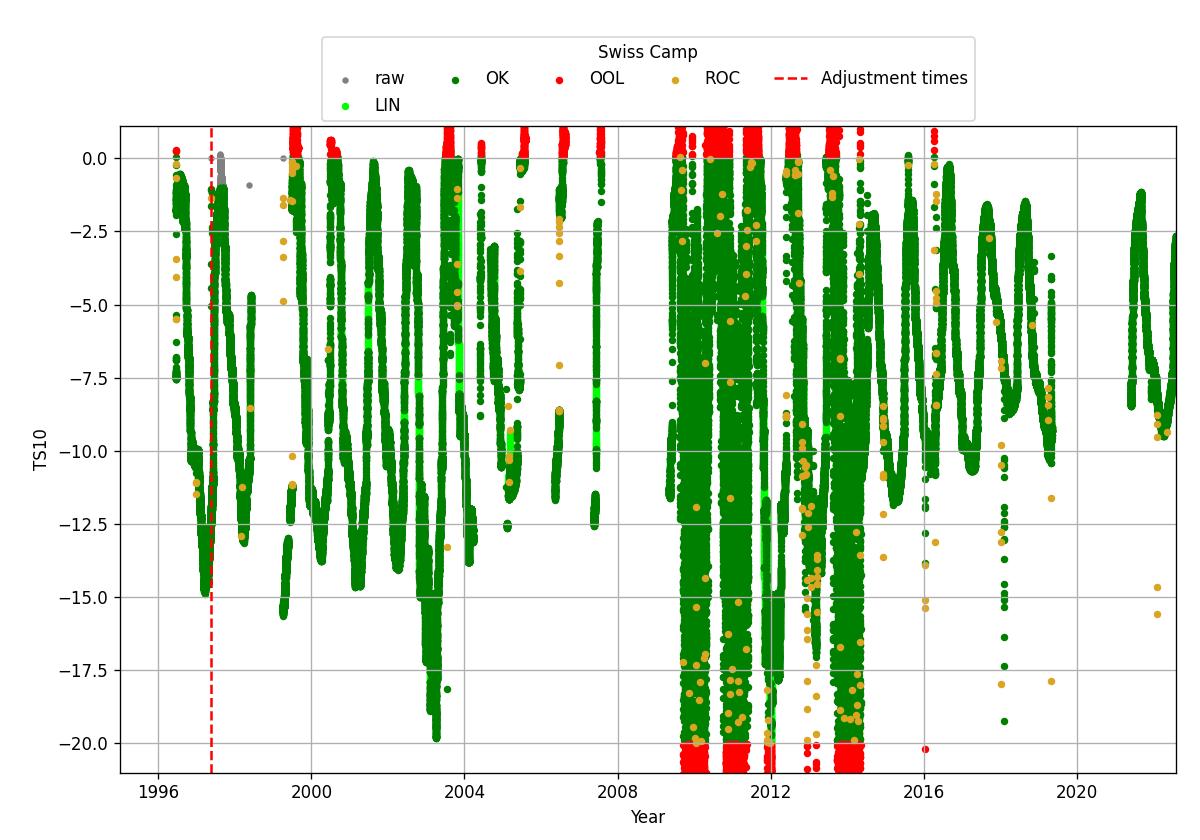 Swiss Camp
raw OK OOL ROC Adjustment times
LIN
0.0
−2.5
−5.0
−7.5
−10.0
−12.5
−15.0
−17.5
−20.0
TS10
1996 2000 2004 2008 2012 2016 2020
Year